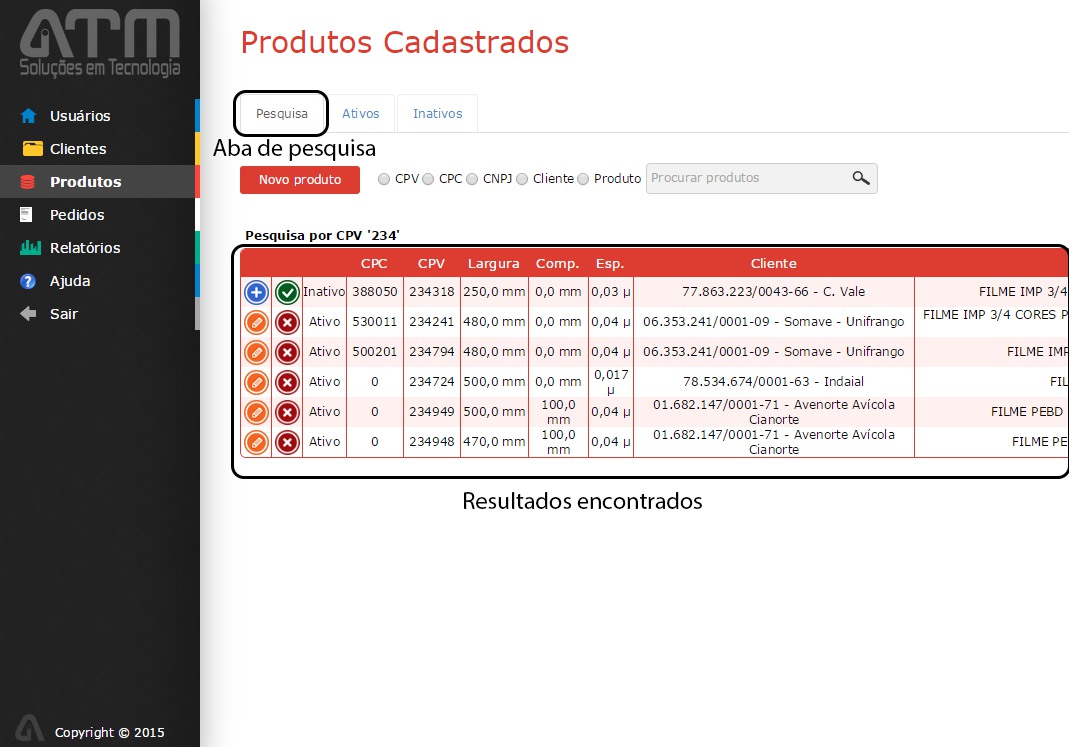 ATM
Soluções em Tecnologia
Usuários
Clientes
Produtos
Pedidos
Relatórios
Ajuda
Sair
Copyright © 2015
Produtos Cadastrados
Pesquisa Ativos Inativos
Aba de pesquisa
Novo produto CPV CPC CNPJ Cliente Produto Procurar produtos
Pesquisa por CPV '234'
CPC CPV Largura Comp. Esp. Cliente
Inativo 388050 234318 250,0 mm 0,0 mm 0,03 µ 77.863.223/0043-66 - C. Vale FILME IMP 3/4
Ativo 530011 234241 480,0 mm 0,0 mm 0,04 µ 06.353.241/0001-09 - Somave - Unifrango FILME IMP 3/4 CORES P
Ativo 500201 234794 480,0 mm 0,0 mm 0,04 µ 06.353.241/0001-09 - Somave - Unifrango FILME IMP
Ativo 0 234724 500,0 mm 0,0 mm 0,017 µ 78.534.674/0001-63 - Indaial FIL
Ativo 0 234949 500,0 mm 100,0 mm 0,04 µ 01.682.147/0001-71 - Avenorte Avícola Cianorte FILME PEBD
Ativo 0 234948 470,0 mm 100,0 mm 0,04 µ 01.682.147/0001-71 - Avenorte Avícola Cianorte FILME PE
Resultados encontrados